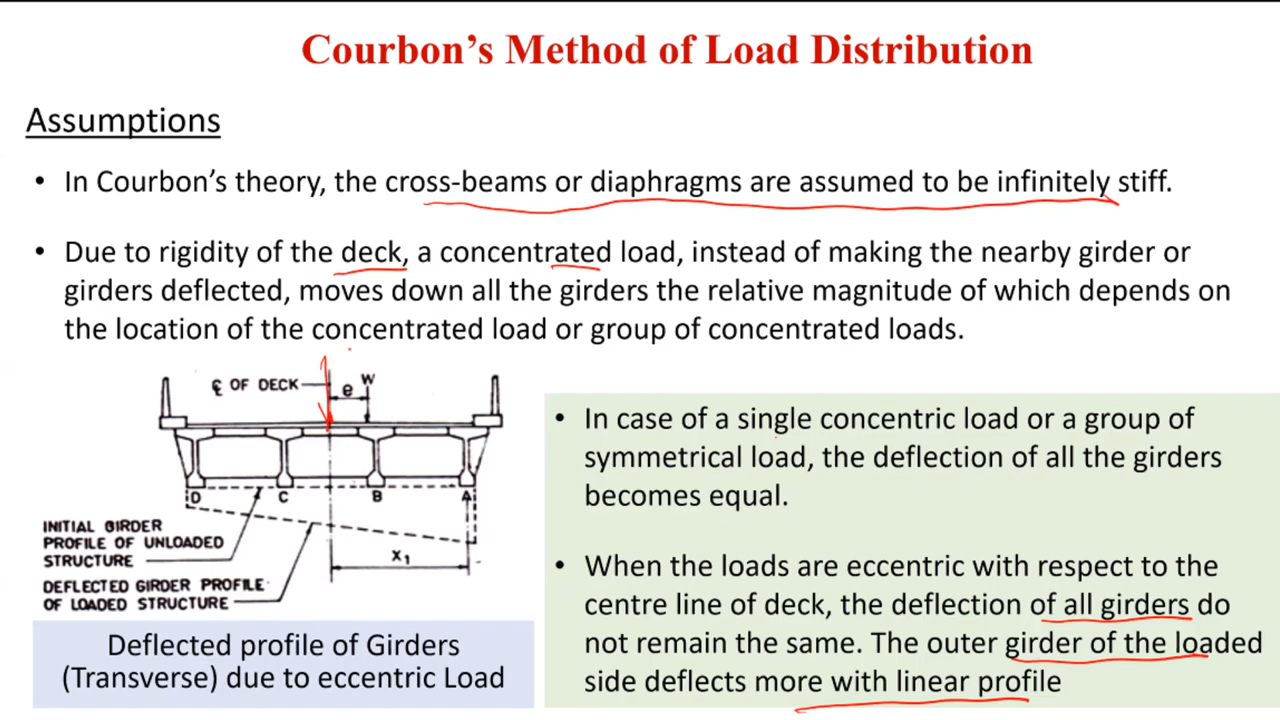 Courbon's Method of Load Distribution
Assumptions
• In Courbon's theory, the cross-beams or diaphragms are assumed to be infinitely stiff.
• Due to rigidity of the deck, a concentrated load, instead of making the nearby girder or
girders deflected, moves down all the girders the relative magnitude of which depends on
the location of the concentrated load or group of concentrated loads.
℄ OF DECK
e
W
D
C
B
A
INITIAL GIRDER
PROFILE OF UNLOADED
STRUCTURE
X1
DEFLECTED GIRDER PROFILE
OF LOADED STRUCTURE
Deflected profile of Girders
(Transverse) due to eccentric Load
• In case of a single concentric load or a group of
symmetrical load, the deflection of all the girders
becomes equal.
• When the loads are eccentric with respect to the
centre line of deck, the deflection of all girders do
not remain the same. The outer girder of the loaded
side deflects more with linear profile